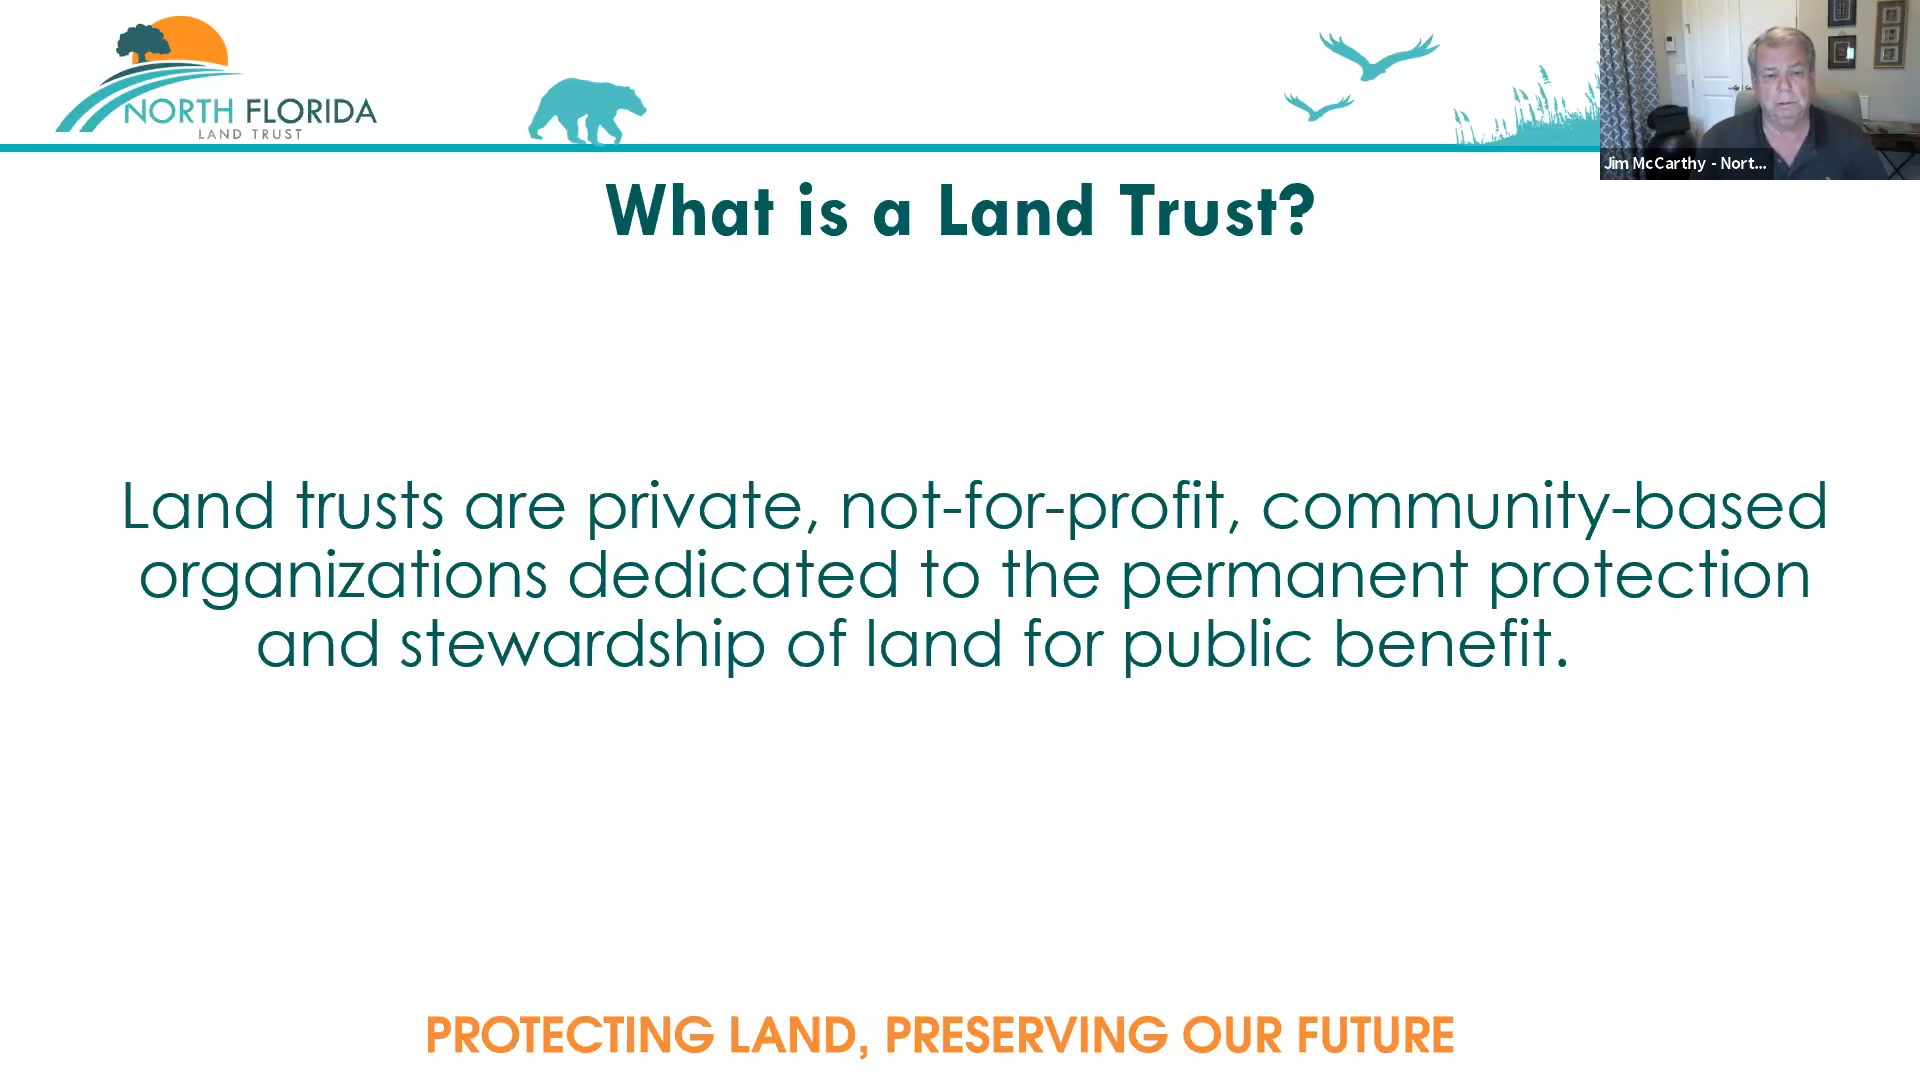 NORTH FLORIDA
LAND TRUST
Jim McCarthy - Nort...
What is a Land Trust?
Land trusts are private, not-for-profit, community-based
organizations dedicated to the permanent protection
and stewardship of land for public benefit.
PROTECTING LAND, PRESERVING OUR FUTURE